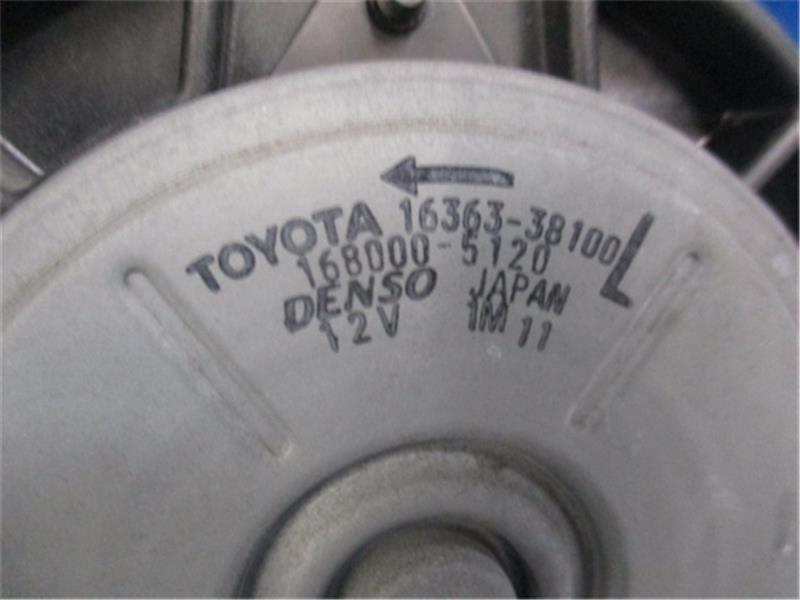 TOYOTA 16363-38100 L
168000-5120
DENSO JAPAN
12V 1M 11